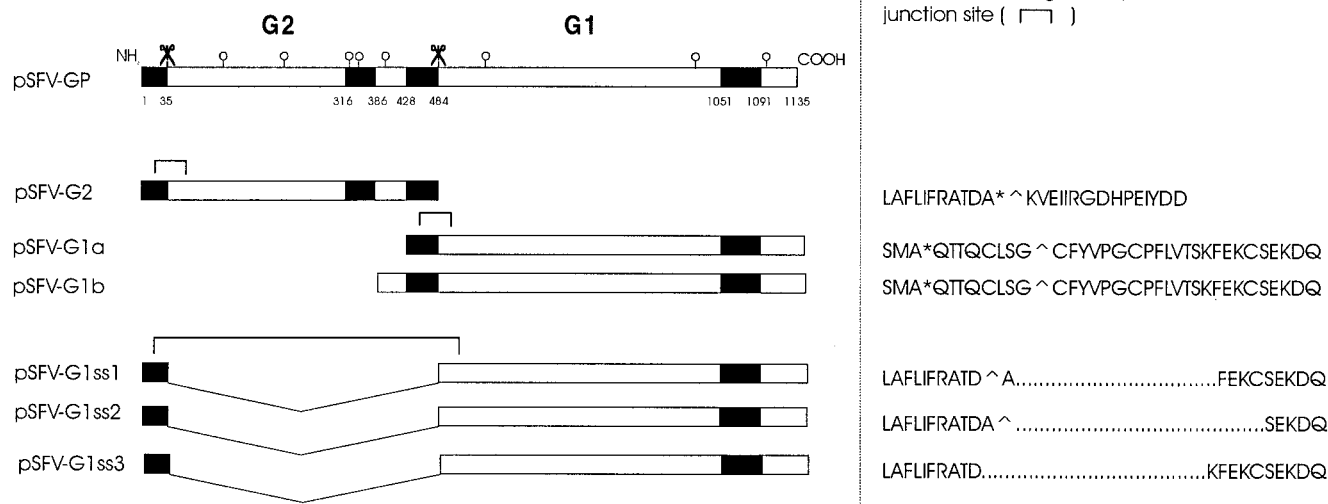 junction site ( )
G2 G1
NH COOH
pSFV-GP
1 35 316 386 428 484 1051 1091 1135
pSFV-G2 LAFLIFRATDA* ^ KVEIIRGDHPEIYDD
pSFV-G1a SMA*QTTQCLSG ^ CFYVPGCPFLVTSKFEKCSEKDQ
pSFV-G1b SMA*QTTQCLSG ^ CFYVPGCPFLVTSKFEKCSEKDQ
pSFV-G1ss1 LAFLIFRATD ^ A................................FEKCSEKDQ
pSFV-G1ss2 LAFLIFRATDA ^ ........................................SEKDQ
pSFV-G1ss3 LAFLIFRATD....................................KFEKCSEKDQ